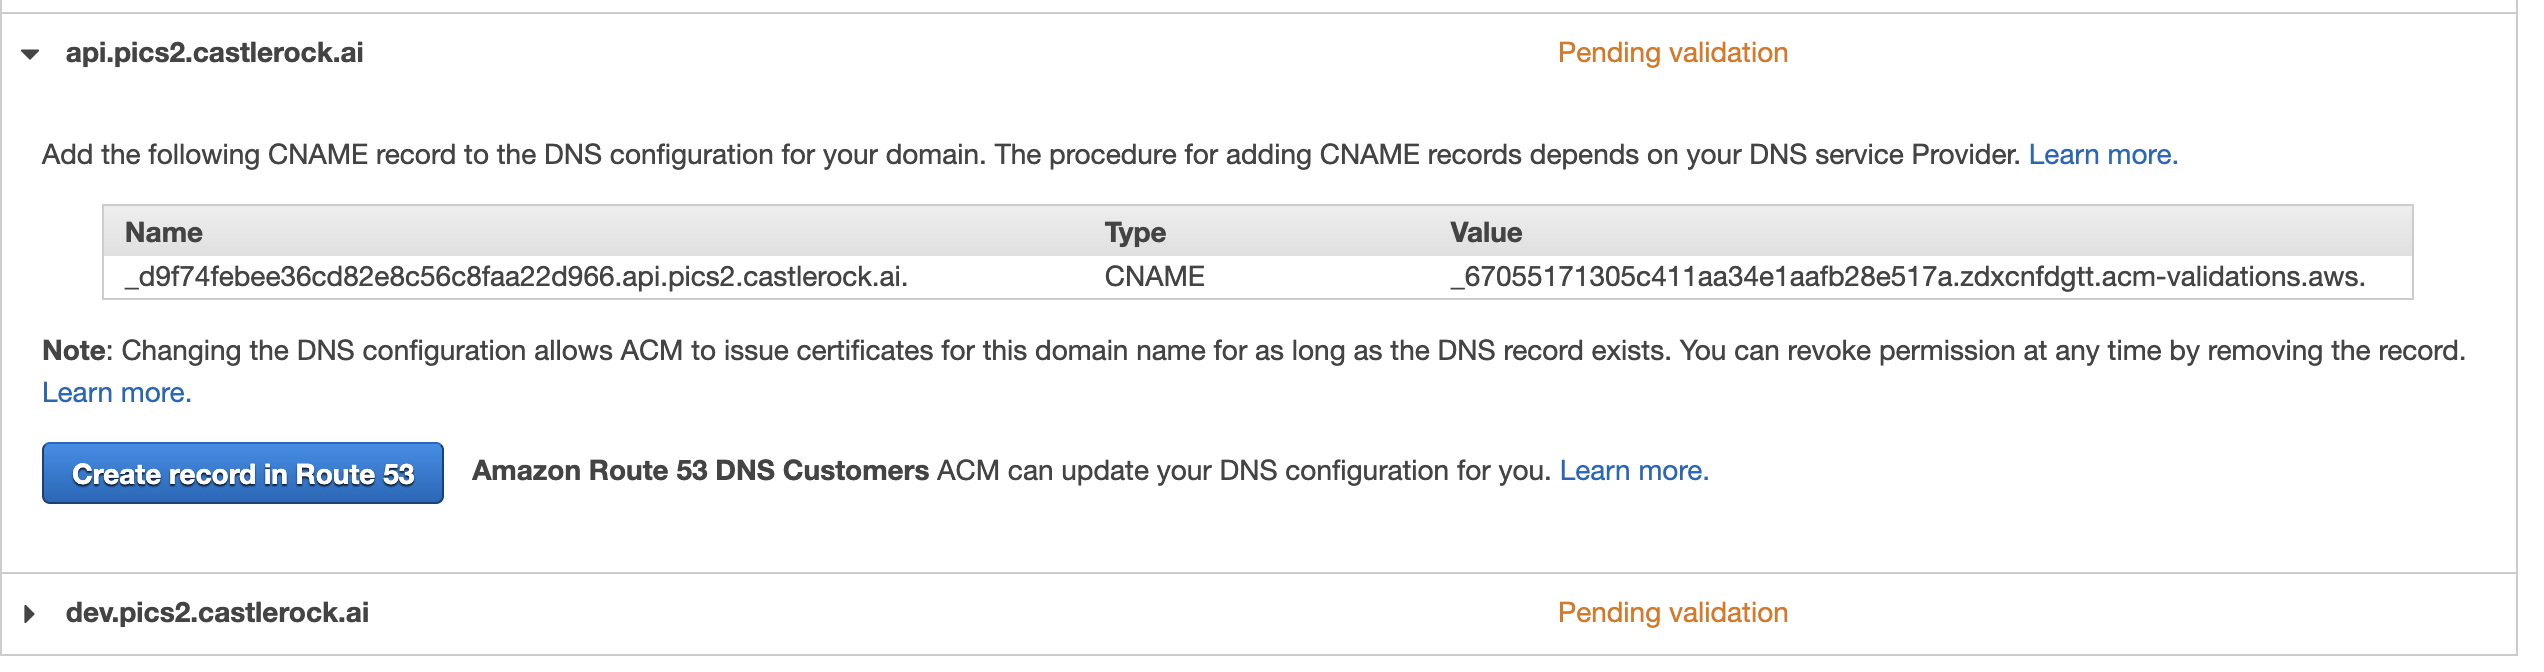 api.pics2.castlerock.ai Pending validation
Add the following CNAME record to the DNS configuration for your domain. The procedure for adding CNAME records depends on your DNS service Provider. Learn more.
Name Type Value
_d9f74febee36cd82e8c56c8faa22d966.api.pics2.castlerock.ai. CNAME _67055171305c411aa34e1aafb28e517a.zdxcnfdgtt.acm-validations.aws.
Note: Changing the DNS configuration allows ACM to issue certificates for this domain name for as long as the DNS record exists. You can revoke permission at any time by removing the record.
Learn more.
Create record in Route 53 Amazon Route 53 DNS Customers ACM can update your DNS configuration for you. Learn more.
dev.pics2.castlerock.ai Pending validation